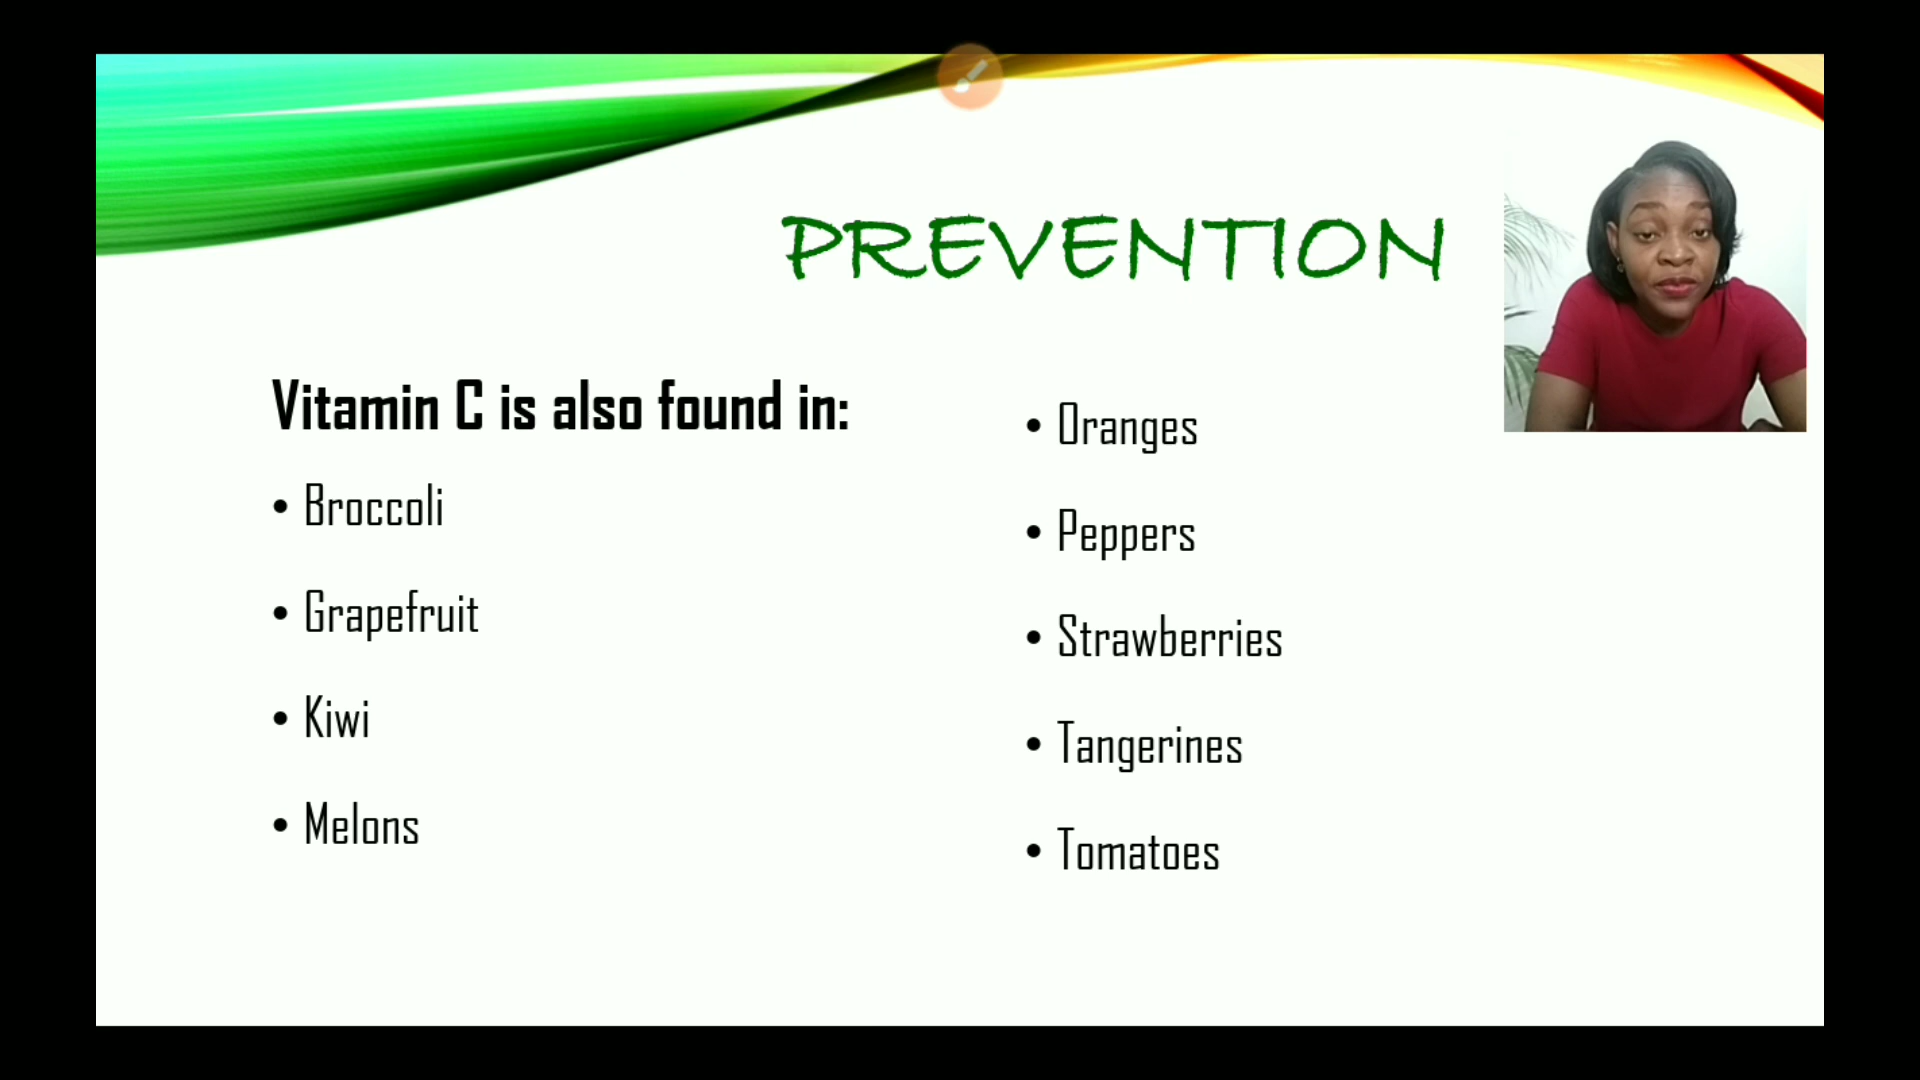 PREVENTION
Vitamin C is also found in:
• Broccoli
• Grapefruit
• Kiwi
• Melons
• Oranges
• Peppers
• Strawberries
• Tangerines
• Tomatoes